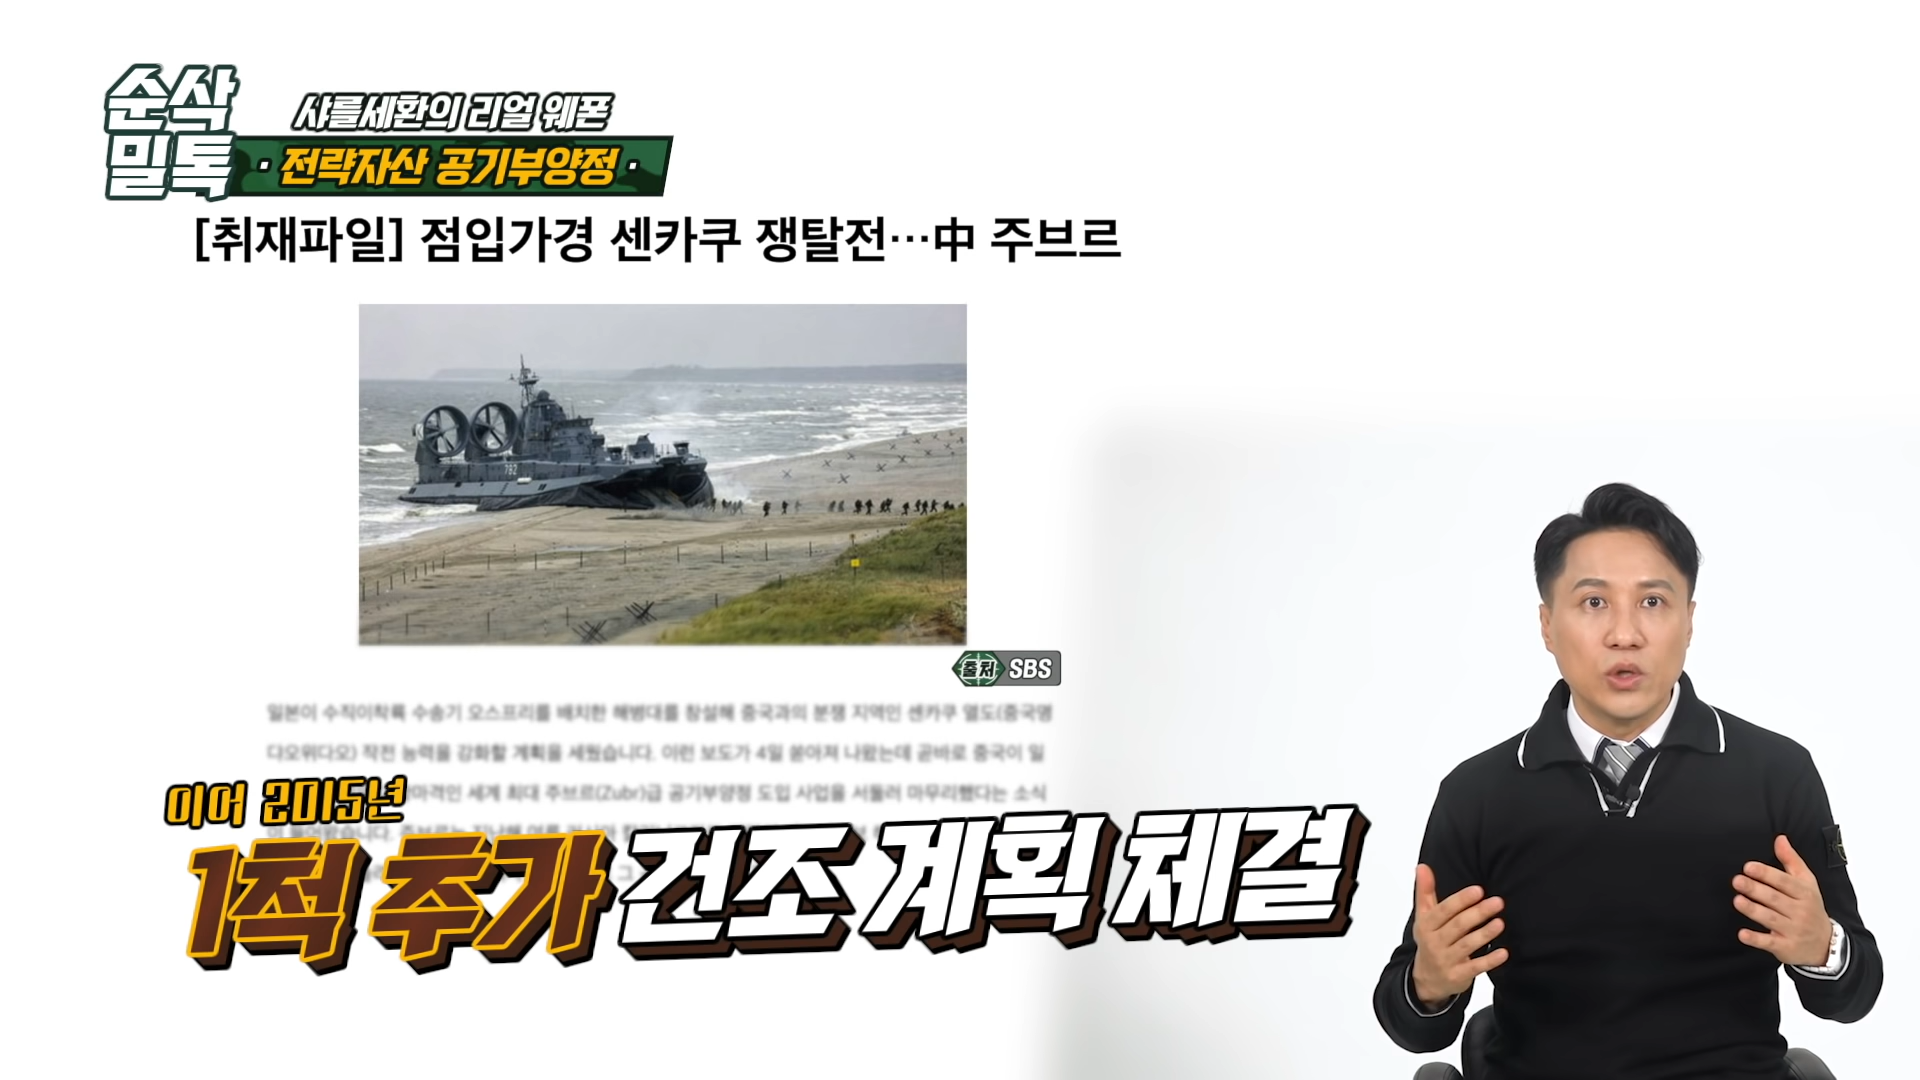 순삭
밀톡
샤를세환의 리얼 웨폰
· 전략자산 공기부양정 ·
[취재파일] 점입가경 센카쿠 쟁탈전…中 주브르
782
출처 SBS
일본이 수직이착륙 수송기 오스프리를 배치한 해병대를 창설해 중국과의 분쟁 지역인 센카쿠 열도(중국명
다오위다오) 작전 능력을 강화할 계획을 세웠습니다. 이런 보도가 4일 쏟아져 나왔는데 곧바로 중국이 일
세계 최대 주브르(Zubr)급 공기부양정 도입 사업을 서둘러 마무리했다는 소식
이어 2015년
1척 추가 건조 계획 체결